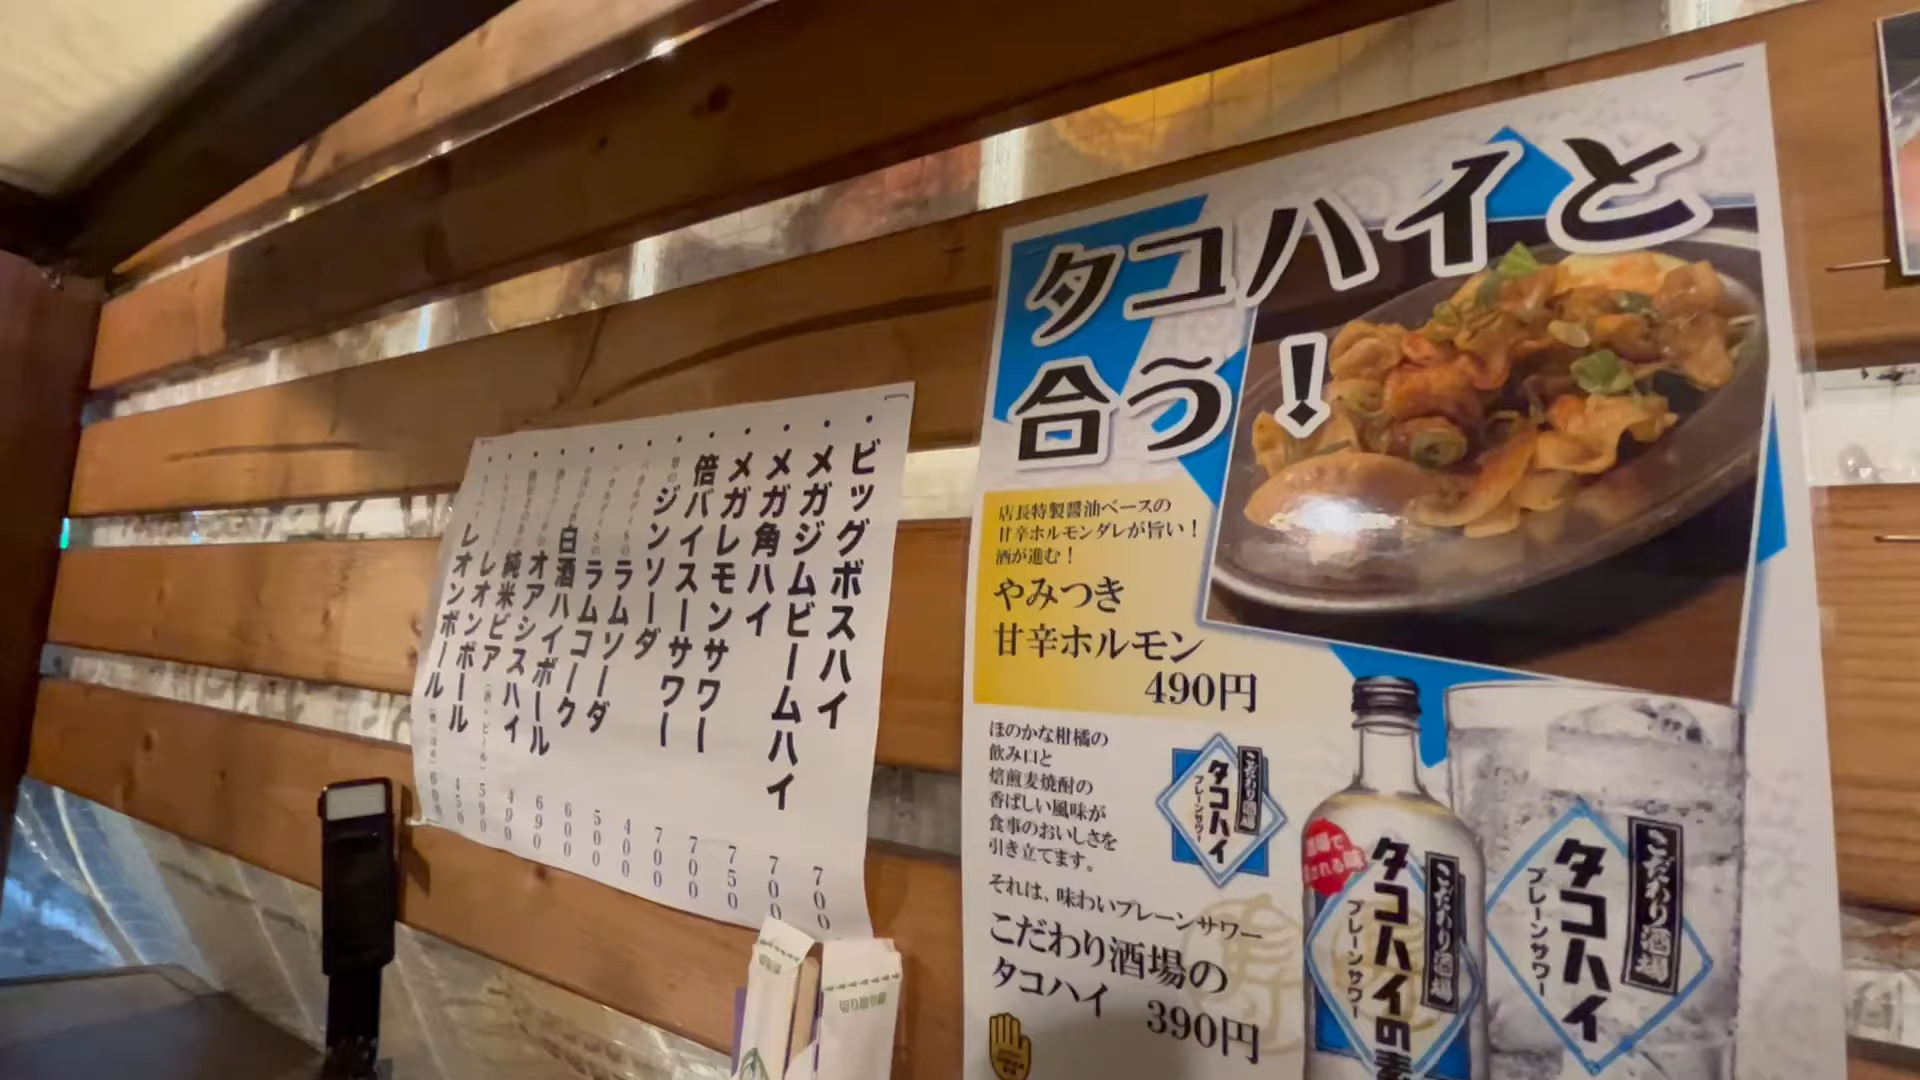 タコハイと
合う!
店長特製醤油ベースの
甘辛ホルモンダレが旨い!
酒が進む!
やみつき
甘辛ホルモン
490円
ほのかな柑橘の
飲み口と
焙煎麦焼酎の
香ばしい風味が
食事のおいしさを
引き立てます。
それは、味わいプレーンサワー
こだわり酒場の
タコハイ 390円
こだわり酒場
タコハイ
プレーンサワー
こだわり酒場
タコハイの素
プレーンサワー
こだわり酒場
タコハイ
プレーンサワー
・ビッグボスハイ 700
・メガジムビームハイ 700
・メガ角ハイ 750
・メガレモンサワー 700
・倍バイスーサワー 700
ジンソーダ 400
ラムソーダ 500
ラムコーク 600
白酒ハイボール 690
オアシスハイ 490
純米ビア 590
レオンボール 450
レオンボール 600